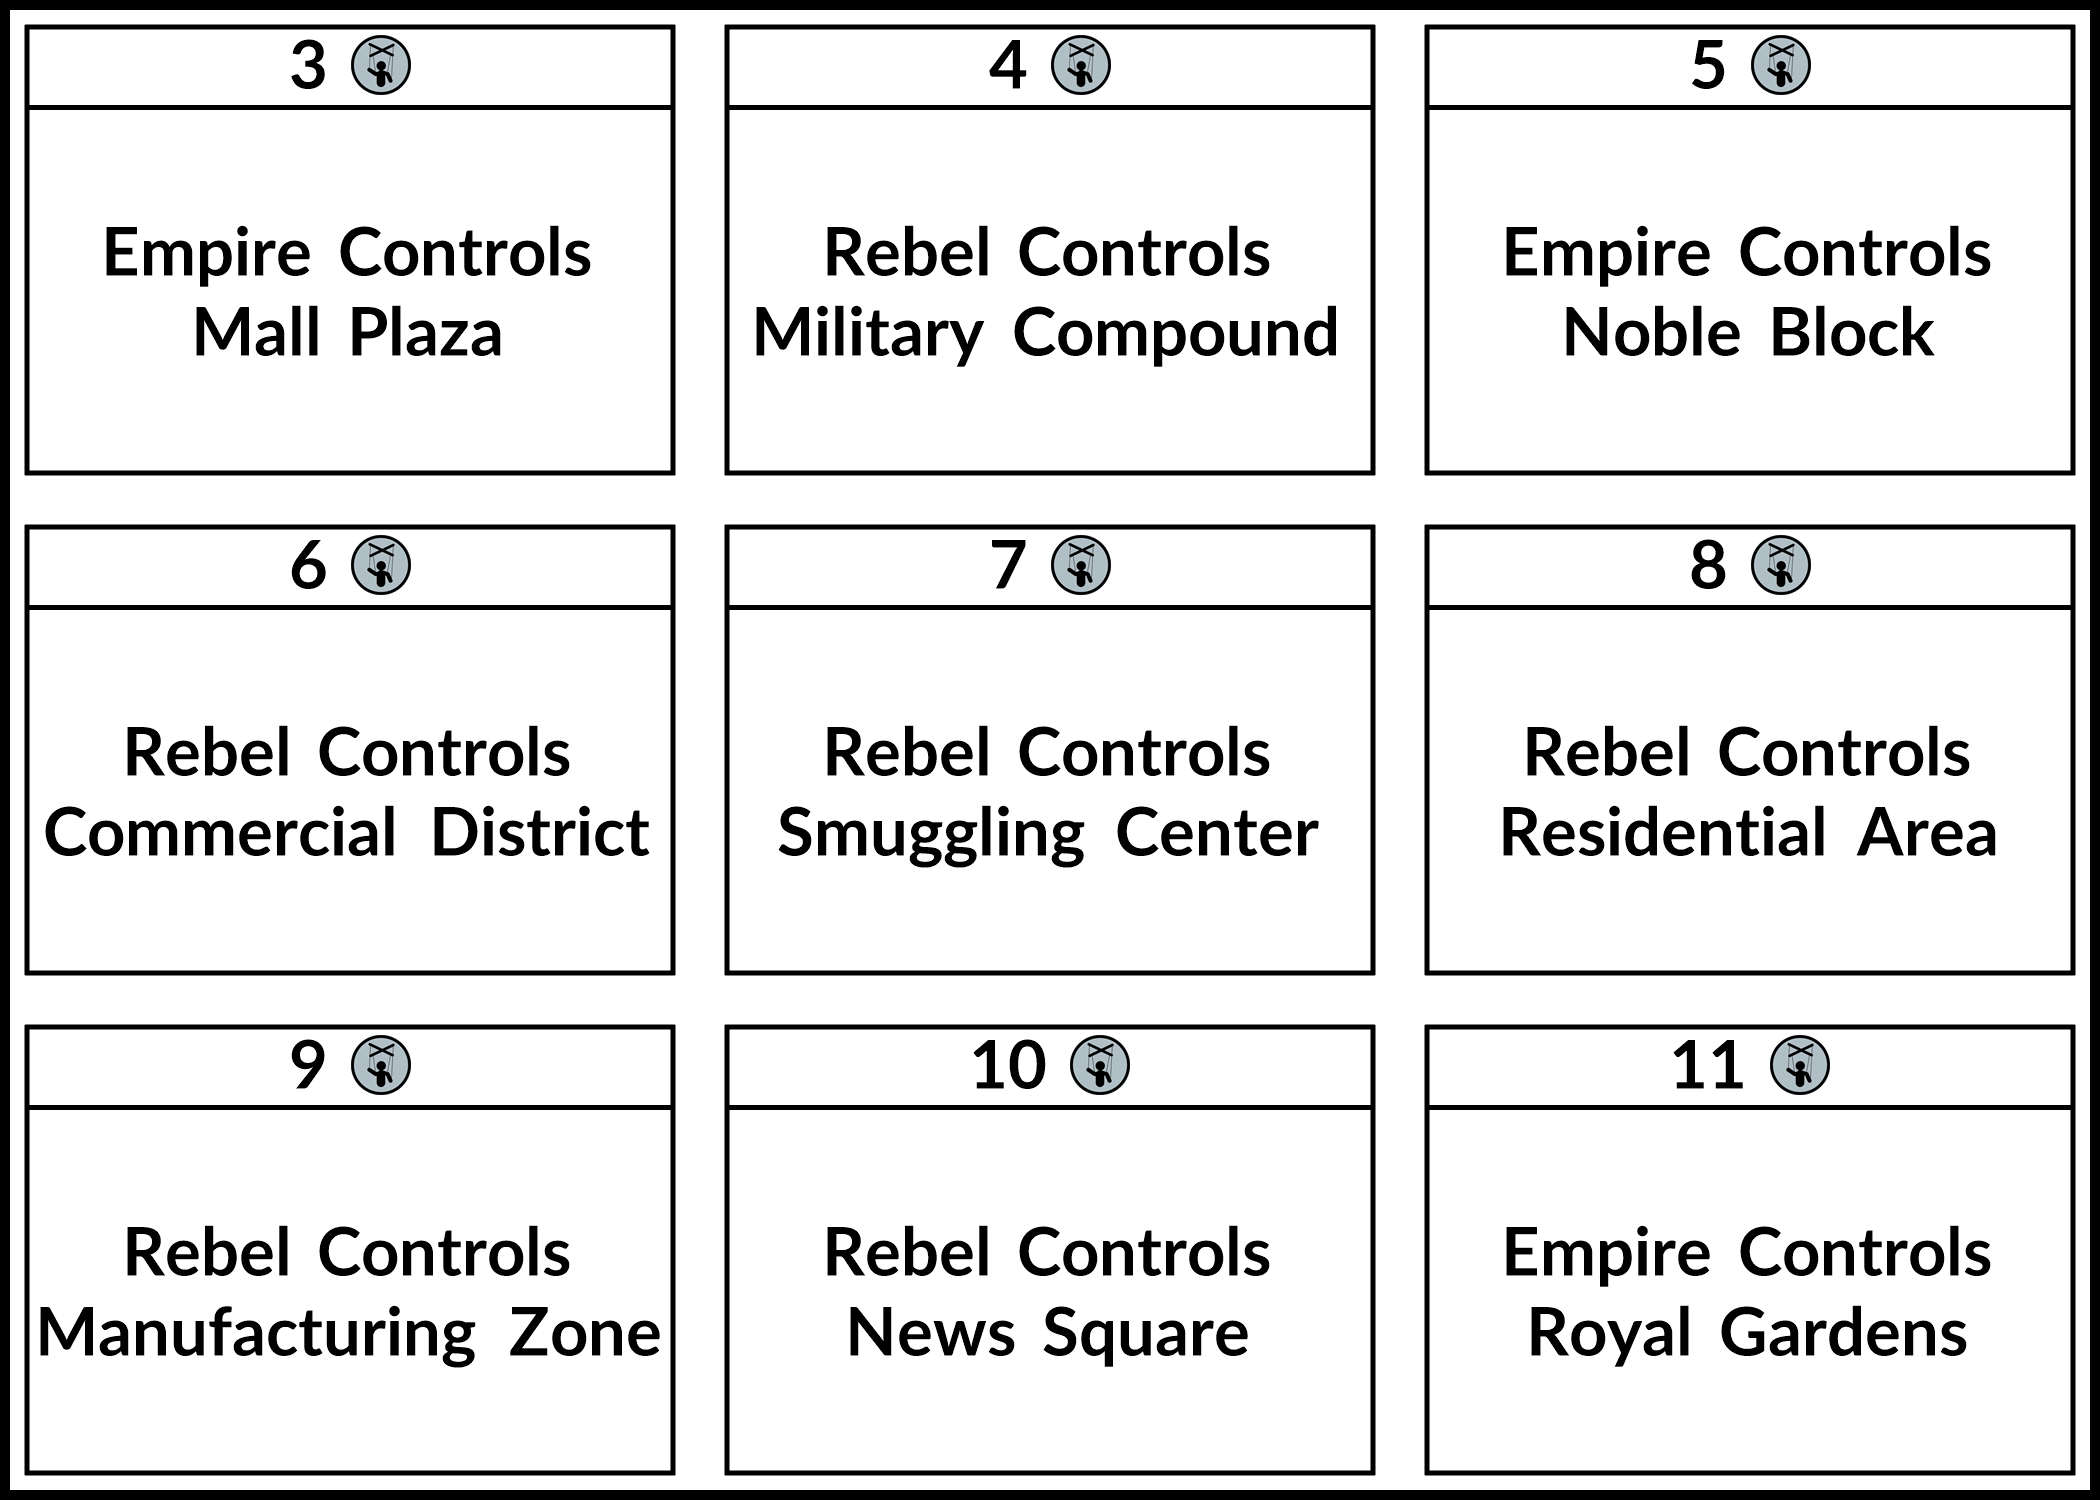 3
Empire Controls
Mall Plaza
4
Rebel Controls
Military Compound
5
Empire Controls
Noble Block
6
Rebel Controls
Commercial District
7
Rebel Controls
Smuggling Center
8
Rebel Controls
Residential Area
9
Rebel Controls
Manufacturing Zone
10
Rebel Controls
News Square
11
Empire Controls
Royal Gardens